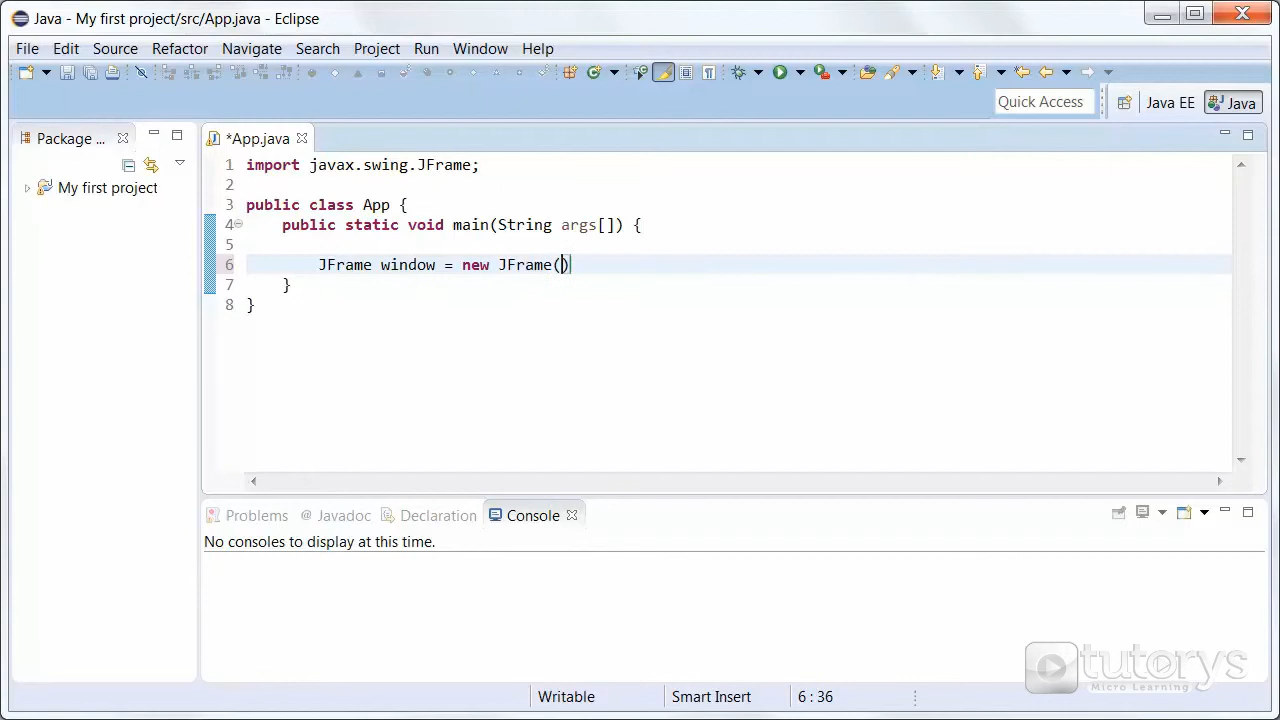 Java - My first project/src/App.java - Eclipse
File Edit Source Refactor Navigate Search Project Run Window Help
Quick Access Java EE Java
Package ...
*App.java
My first project
1 import javax.swing.JFrame;
2
3 public class App {
4 public static void main(String args[]) {
5
6 JFrame window = new JFrame()
7 }
8 }
Problems @ Javadoc Declaration Console
No consoles to display at this time.
tutorys
Micro Learning
Writable Smart Insert 6 : 36